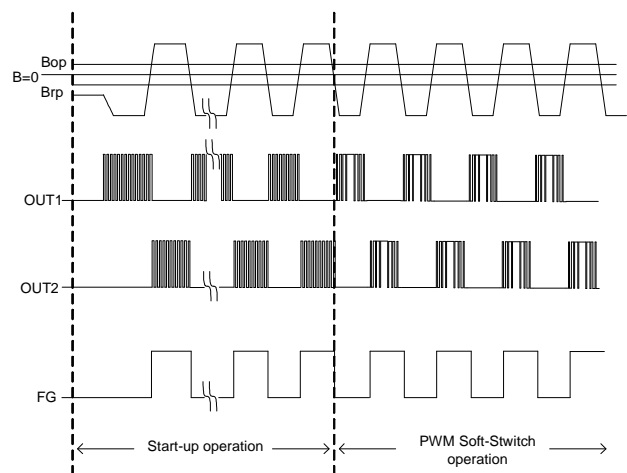 Bop
B=0
Brp
OUT1
OUT2
FG
Start-up operation
PWM Soft-Stwitch
operation